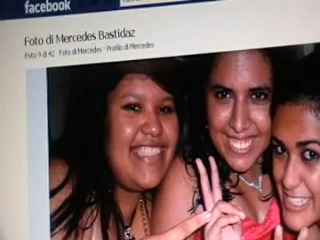 facebook
Foto di Mercedes Bastidaz
Foto 9 di 42 · Foto di Mercedes · Profilo di Mercedes